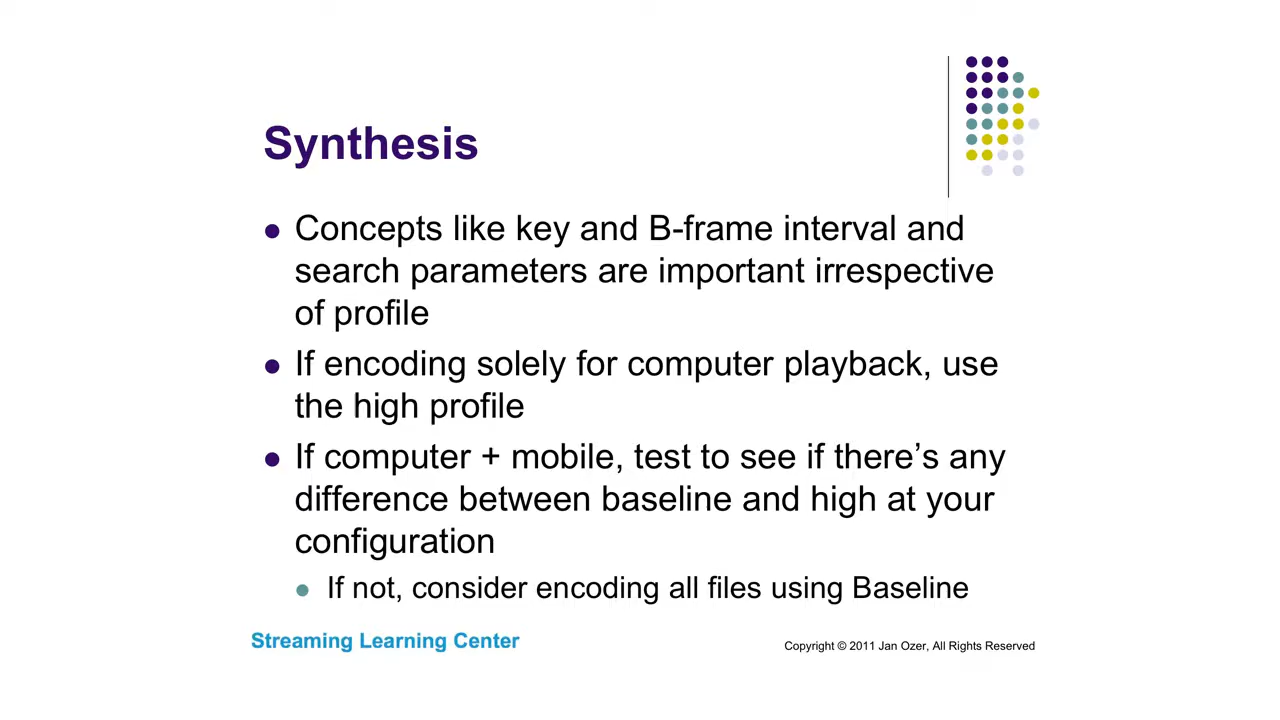 Synthesis
Concepts like key and B-frame interval and
search parameters are important irrespective
of profile
If encoding solely for computer playback, use
the high profile
If computer + mobile, test to see if there’s any
difference between baseline and high at your
configuration
If not, consider encoding all files using Baseline
Streaming Learning Center
Copyright © 2011 Jan Ozer, All Rights Reserved